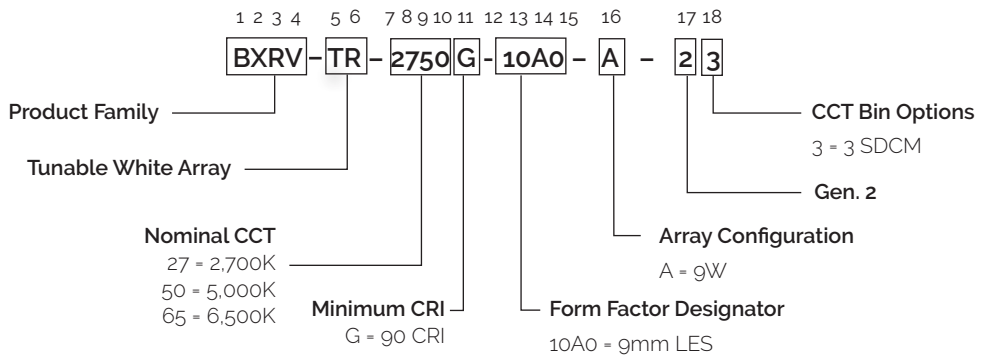 1 2 3 4 5 6 7 8 9 10 11 12 13 14 15 16 17 18
BXRV – TR – 2750 G - 10A0 – A – 2 3
Product Family
CCT Bin Options
3 = 3 SDCM
Tunable White Array
Gen. 2
Nominal CCT
27 = 2,700K
50 = 5,000K
65 = 6,500K
Array Configuration
A = 9W
Minimum CRI
G = 90 CRI
Form Factor Designator
10A0 = 9mm LES